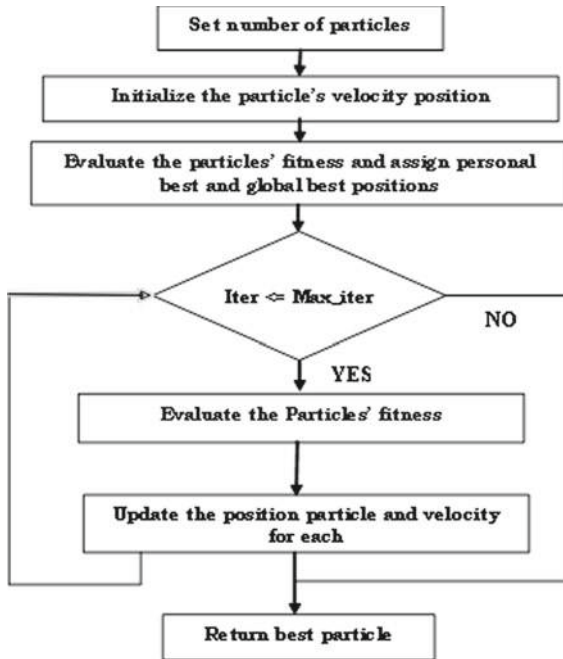 Set number of particles
Initialize the particle's velocity position
Evaluate the particles' fitness and assign personal
best and global best positions
Iter <= Max_iter
NO
YES
Evaluate the Particles' fitness
Update the position particle and velocity
for each
Return best particle